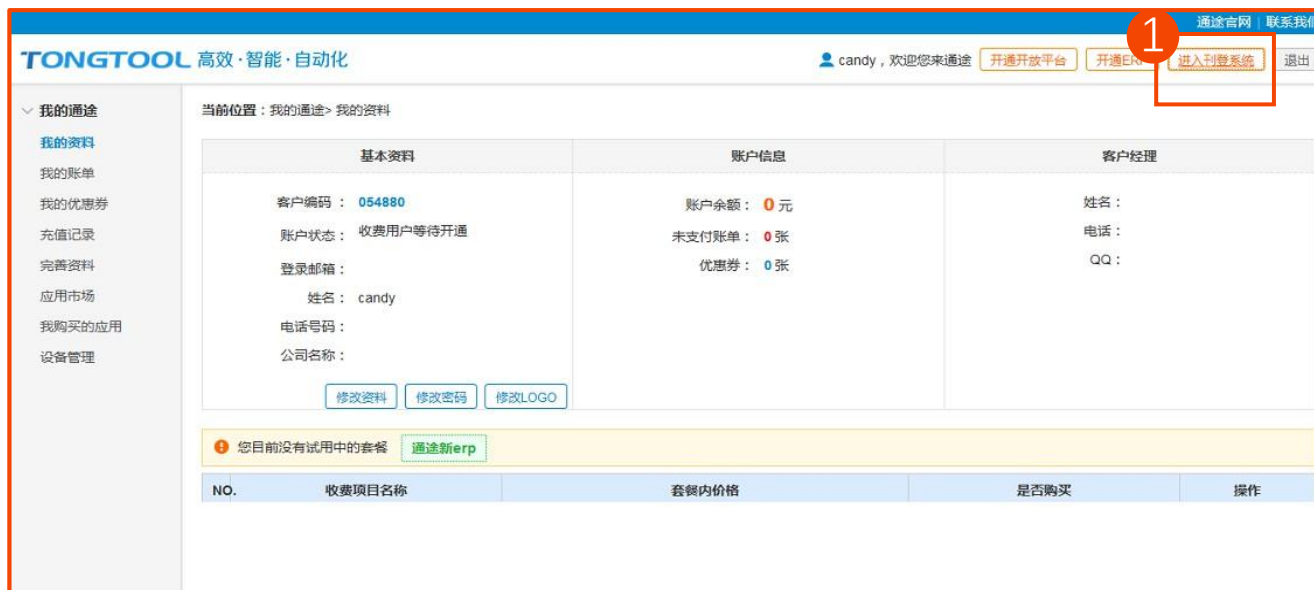 通途官网 | 联系我们
1
TONGTOOL 高效·智能·自动化
candy，欢迎您来通途 开通开放平台 开通ERP 进入刊登系统 退出
我的通途
当前位置：我的通途> 我的资料
我的资料
我的账单
我的优惠券
充值记录
完善资料
应用市场
我购买的应用
设备管理
基本资料 账户信息 客户经理
客户编码 ： 054880
账户状态： 收费用户等待开通
登录邮箱：
姓名： candy
电话号码：
公司名称：
修改资料 修改密码 修改LOGO
账户余额： 0 元
未支付账单： 0 张
优惠券： 0 张
姓名：
电话：
QQ：
您目前没有试用中的套餐 通途新erp
NO. 收费项目名称 套餐内价格 是否购买 操作